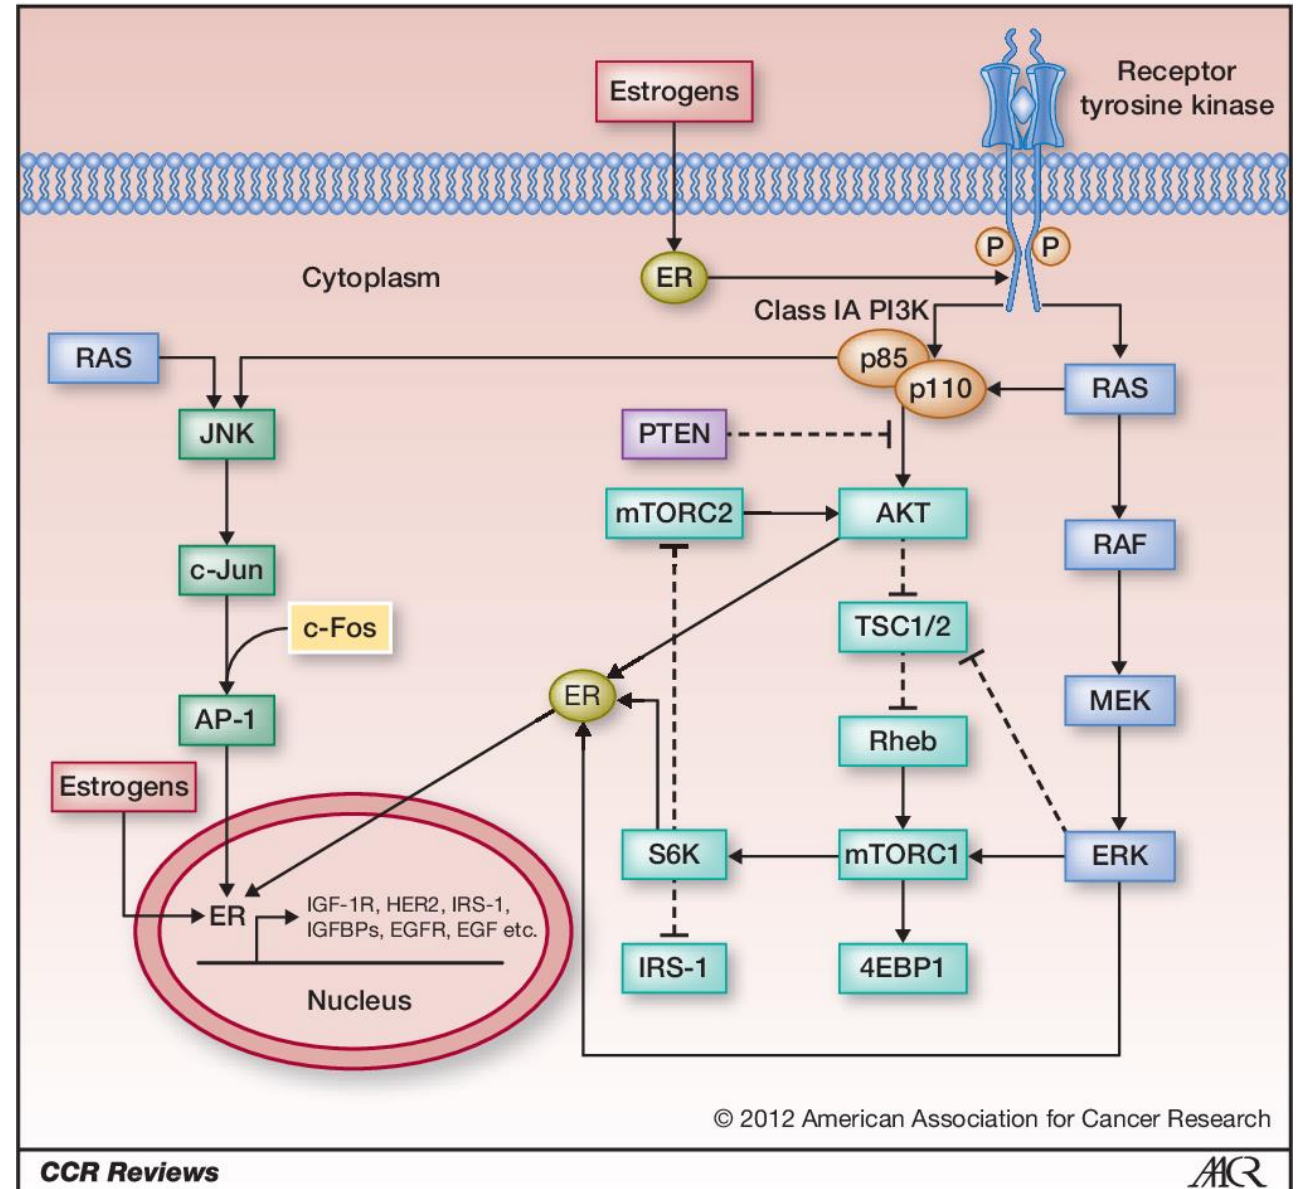 Estrogens
Receptor
tyrosine kinase
P
P
Cytoplasm
ER
Class IA PI3K
RAS
p85
p110
RAS
JNK
PTEN
mTORC2
AKT
RAF
c-Jun
c-Fos
TSC1/2
ER
MEK
AP-1
Rheb
Estrogens
S6K
mTORC1
ERK
ER
IGF-1R, HER2, IRS-1,
IGFBPs, EGFR, EGF etc.
IRS-1
4EBP1
Nucleus
© 2012 American Association for Cancer Research
CCR Reviews
AACR